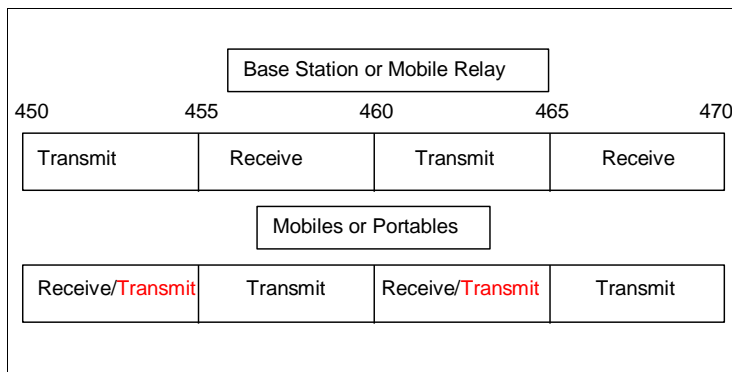 Base Station or Mobile Relay
450 455 460 465 470
Transmit Receive Transmit Receive
Mobiles or Portables
Receive/Transmit Transmit Receive/Transmit Transmit